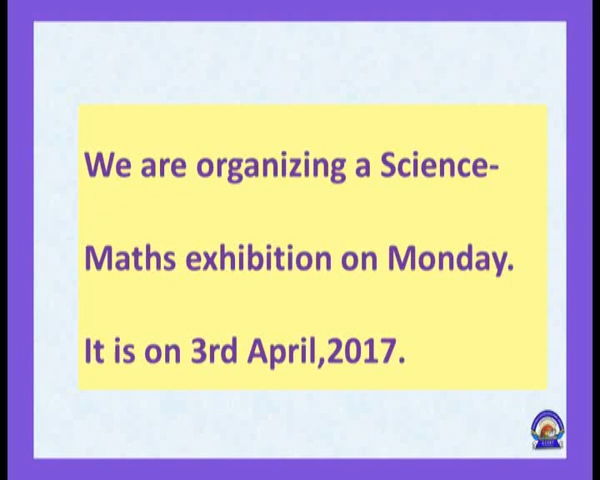 We are organizing a Science-
Maths exhibition on Monday.
It is on 3rd April,2017.